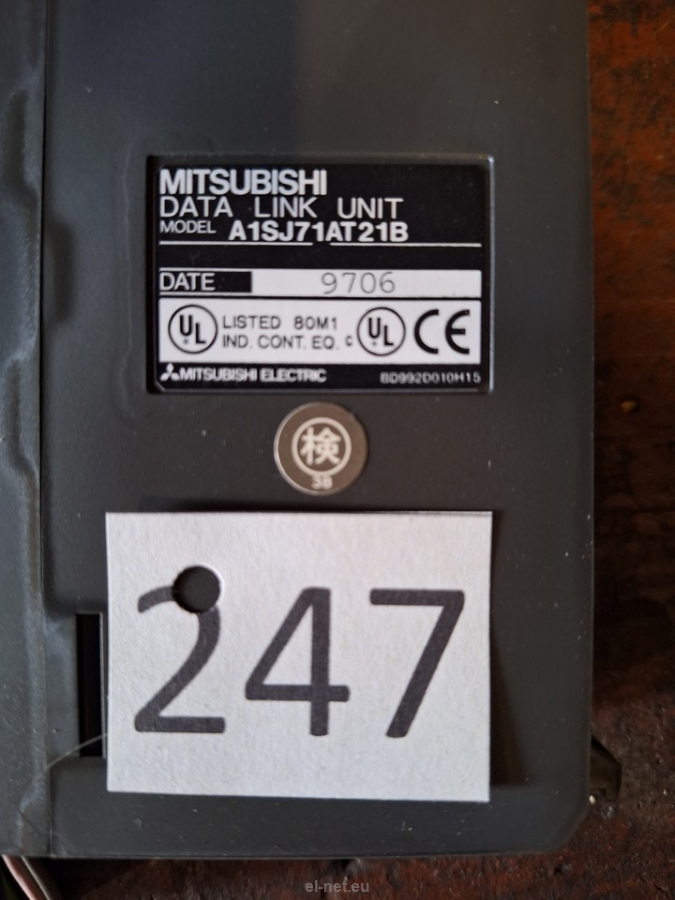 MITSUBISHI
DATA LINK UNIT
MODEL A1SJ71AT21B
DATE 9706
UL LISTED 80M1 IND. CONT. EQ. c UL CE
MITSUBISHI ELECTRIC BD992D010H15
検
38
247
el-net.eu